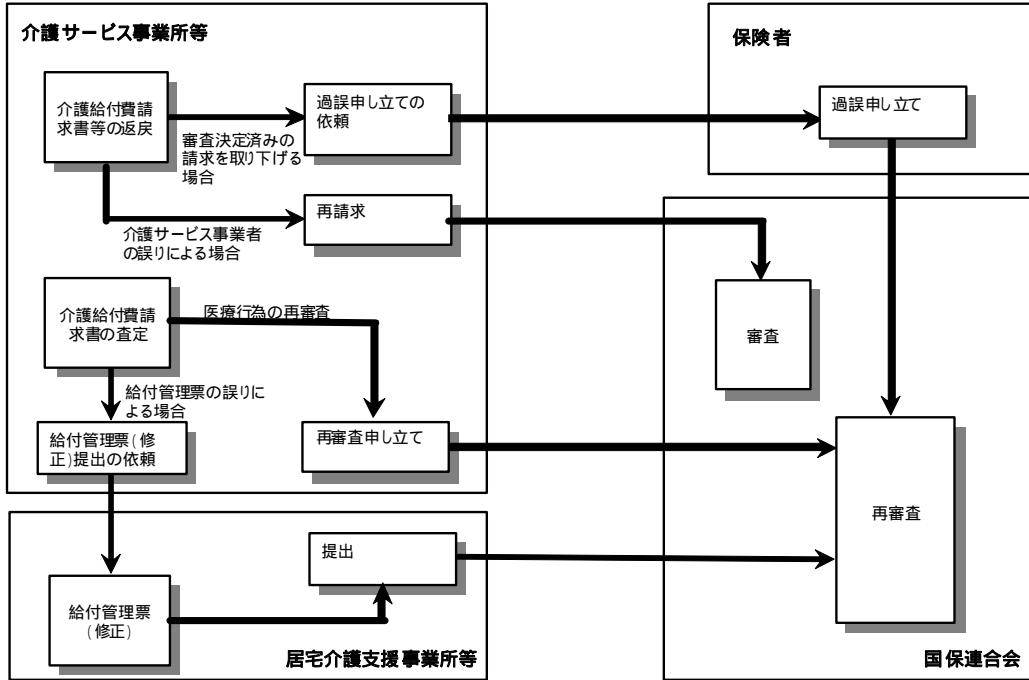 介護サービス事業所等
保険者
介護給付費請
求書等の返戻
過誤申し立ての
依頼
過誤申し立て
審査決定済みの
請求を取り下げる
場合
再請求
介護サービス事業者
の誤りによる場合
介護給付費請
求書の査定
医療行為の再審査
審査
給付管理票の誤りに
よる場合
給付管理票(修
正)提出の依頼
再審査申し立て
再審査
提出
給付管理票
(修正)
居宅介護支援事業所等
国保連合会